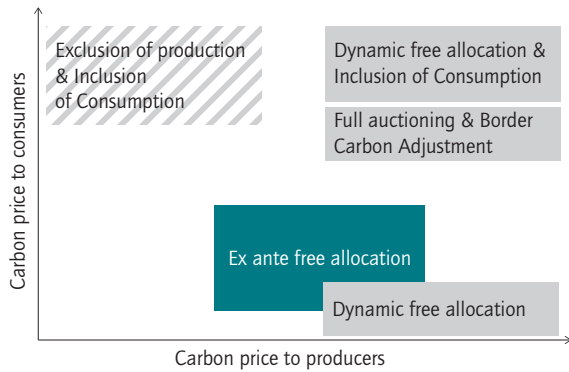 Exclusion of production
& Inclusion
of Consumption
Dynamic free allocation &
Inclusion of Consumption
Full auctioning & Border
Carbon Adjustment
Ex ante free allocation
Dynamic free allocation
Carbon price to consumers
Carbon price to producers